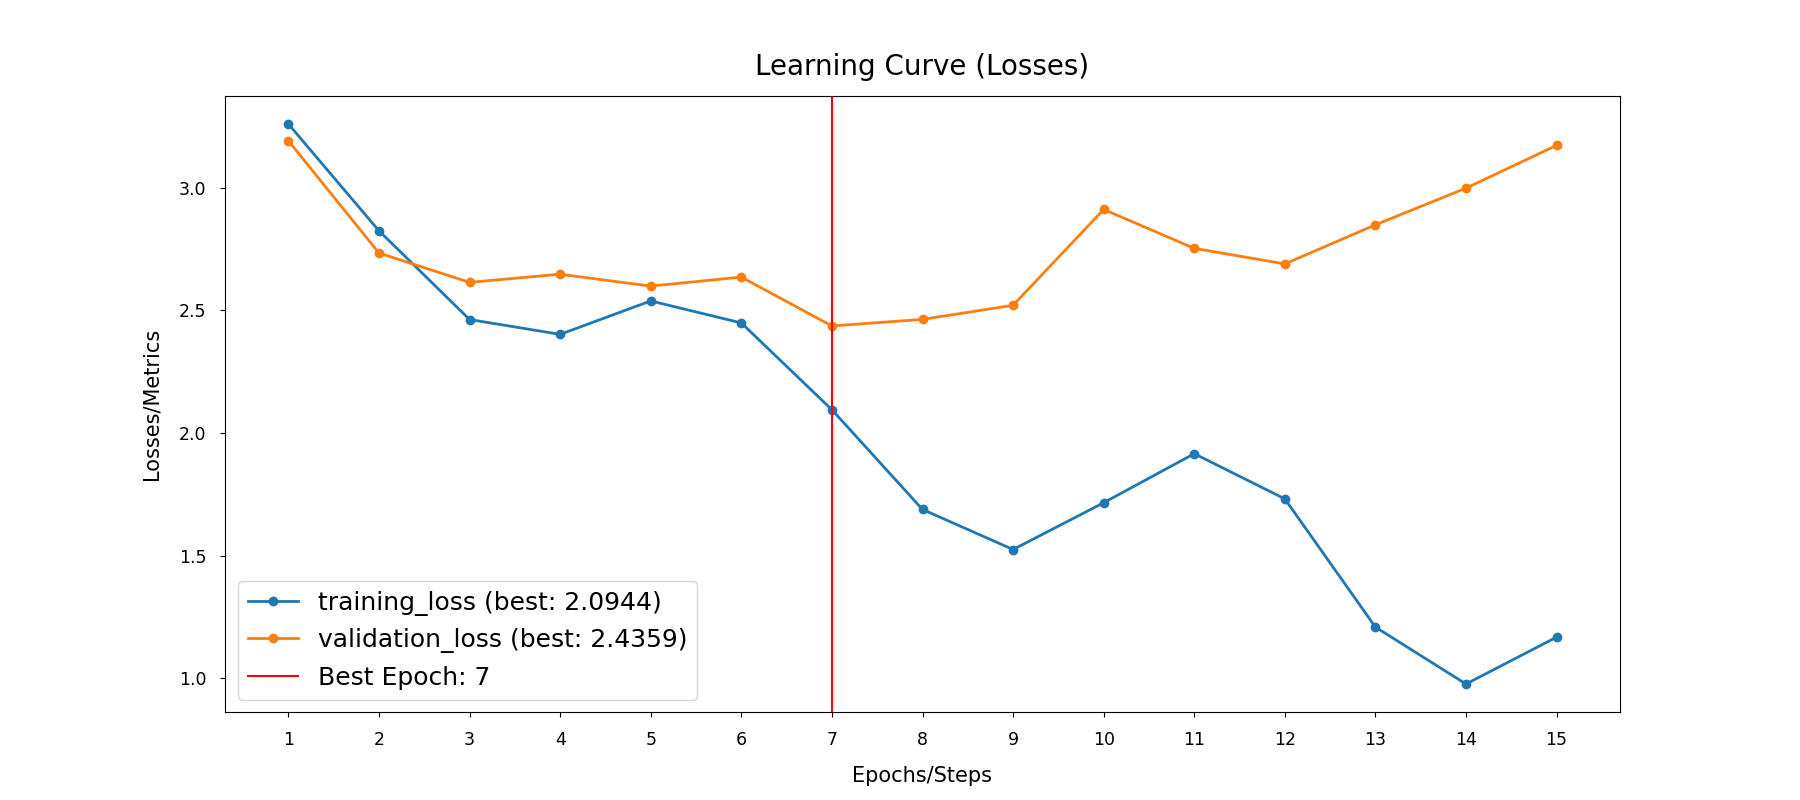 Learning Curve (Losses)
Losses/Metrics
3.0
2.5
2.0
1.5
1.0
training_loss (best: 2.0944)
validation_loss (best: 2.4359)
Best Epoch: 7
1 2 3 4 5 6 7 8 9 10 11 12 13 14 15
Epochs/Steps